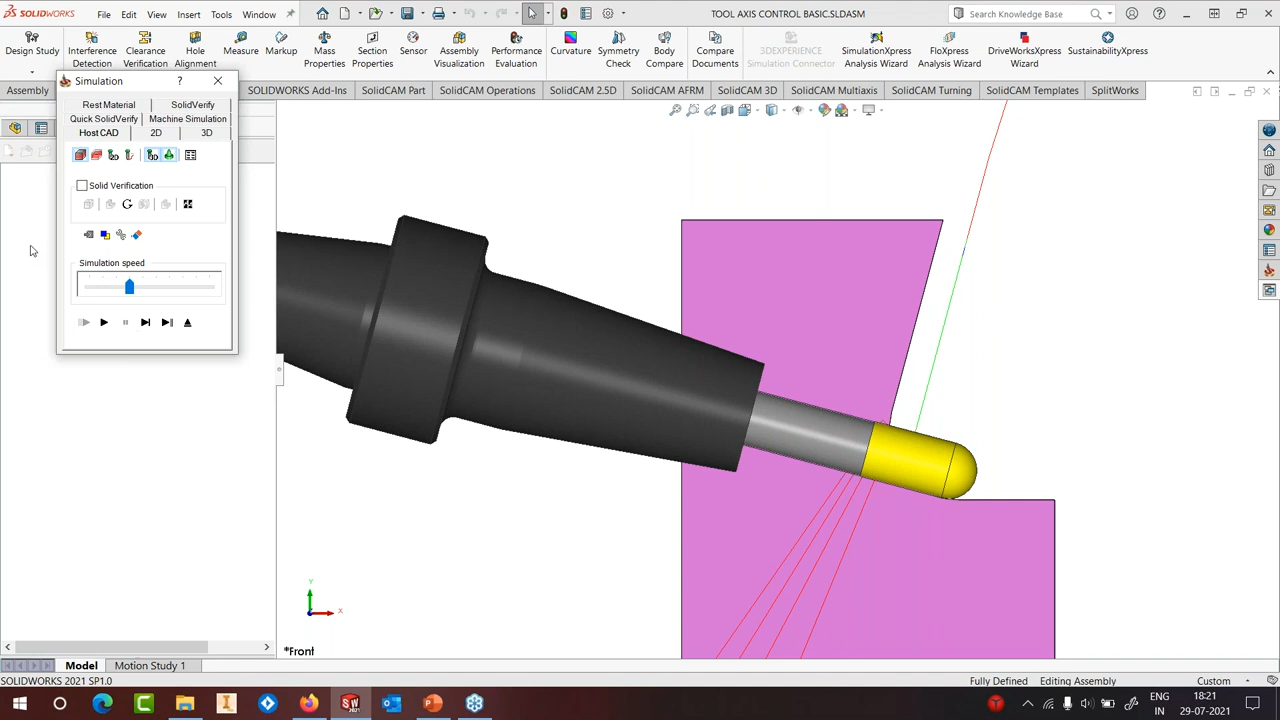 SOLIDWORKS File Edit View Insert Tools Window TOOL AXIS CONTROL BASIC.SLDASM Search Knowledge Base
Design Study Interference Detection Clearance Verification Hole Alignment Measure Markup Mass Properties Section Properties Sensor Assembly Visualization Performance Evaluation Curvature Symmetry Check Body Compare Compare Documents 3DEXPERIENCE Simulation Connector SimulationXpress Analysis Wizard FloXpress Analysis Wizard DriveWorksXpress Wizard SustainabilityXpress
Assembly SOLIDWORKS Add-Ins SolidCAM Part SolidCAM Operations SolidCAM 2.5D SolidCAM AFRM SolidCAM 3D SolidCAM Multiaxis SolidCAM Turning SolidCAM Templates SplitWorks
Simulation ?
Rest Material SolidVerify
Quick SolidVerify Machine Simulation
Host CAD 2D 3D
Solid Verification
Simulation speed
Y
X
*Front
Model Motion Study 1
SOLIDWORKS 2021 SP1.0 Fully Defined Editing Assembly Custom
ENG
IN
18:21
29-07-2021